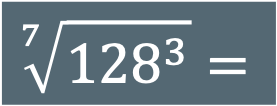 ⁷√128³ =